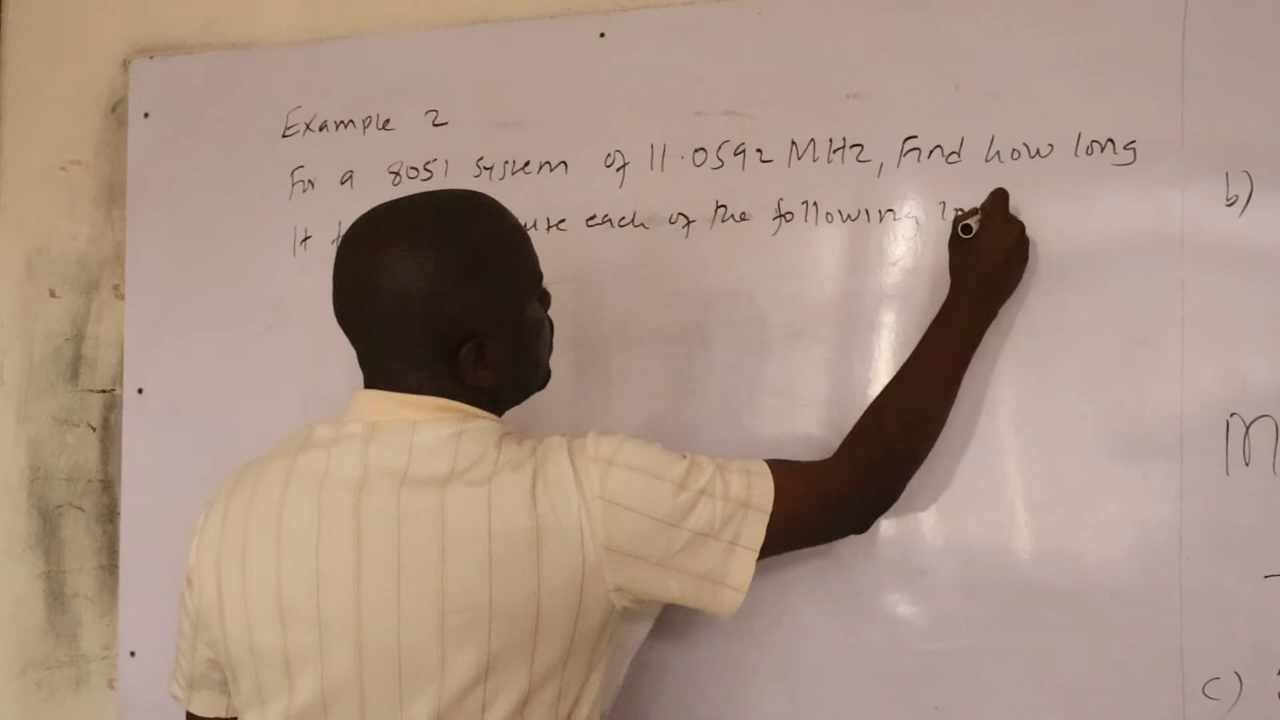 Example 2
For a 8051 system of 11.0592 MHz, Find how long
It each of the following
b)
M
c)